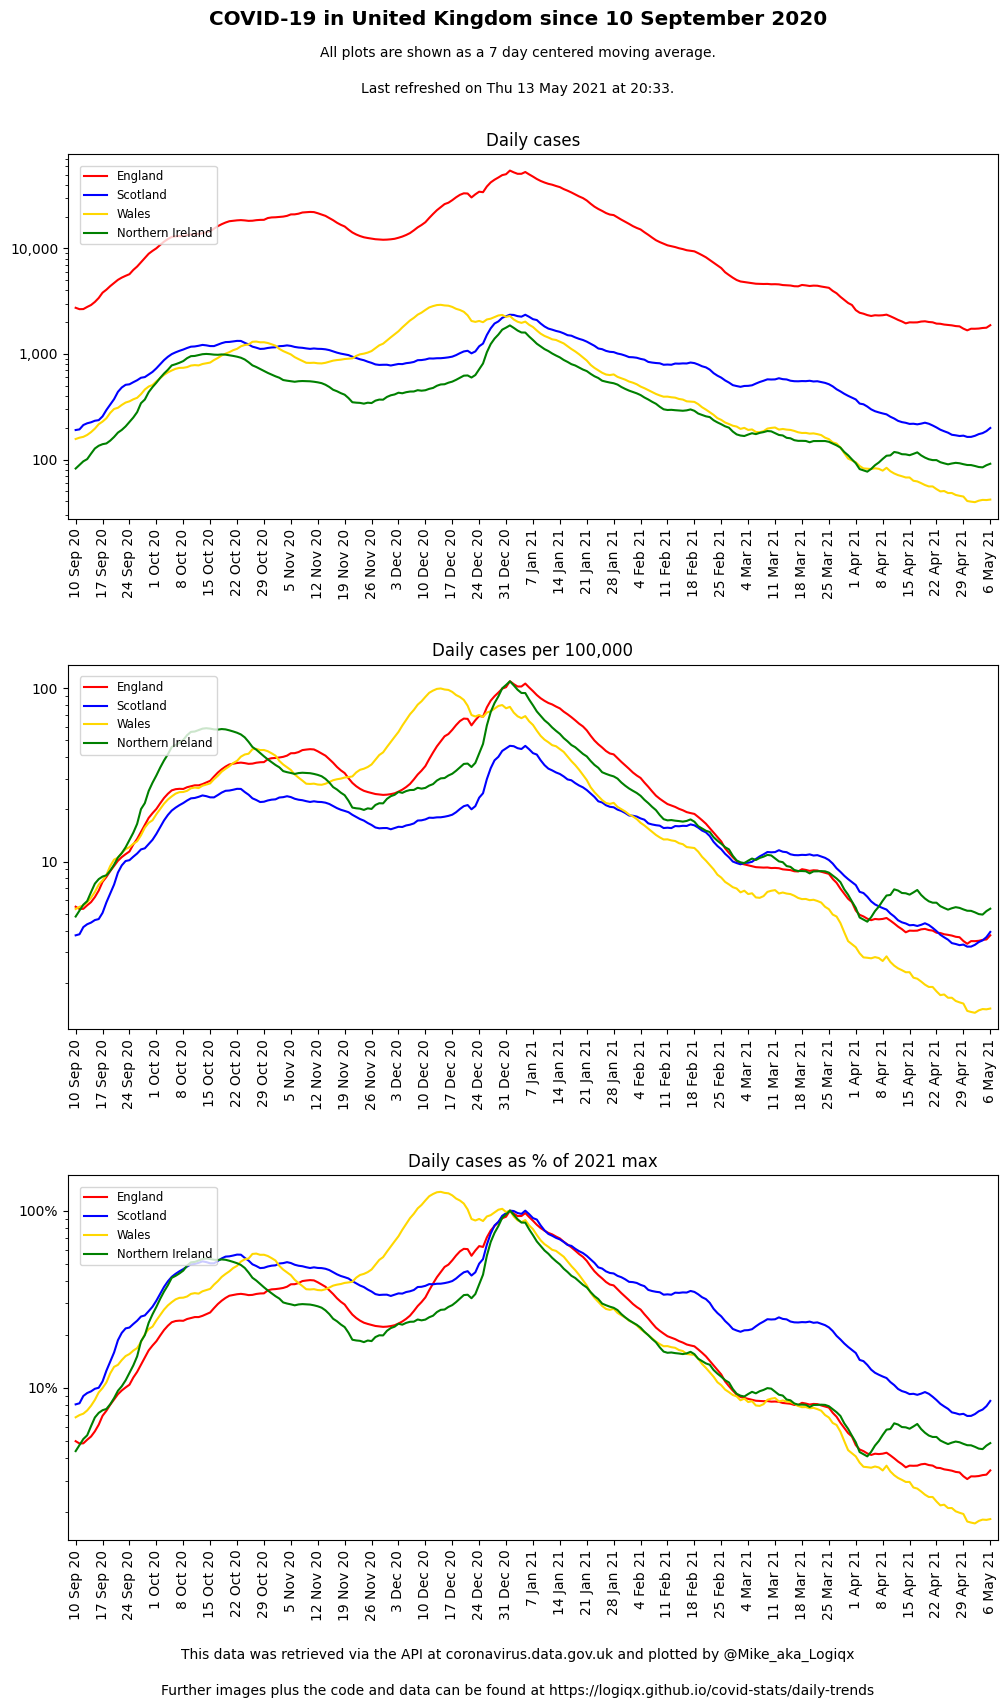 COVID-19 in United Kingdom since 10 September 2020
All plots are shown as a 7 day centered moving average.
Last refreshed on Thu 13 May 2021 at 20:33.
Daily cases
England
Scotland
Wales
Northern Ireland
10,000
1,000
100
10 Sep 20
17 Sep 20
24 Sep 20
1 Oct 20
8 Oct 20
15 Oct 20
22 Oct 20
29 Oct 20
5 Nov 20
12 Nov 20
19 Nov 20
26 Nov 20
3 Dec 20
10 Dec 20
17 Dec 20
24 Dec 20
31 Dec 20
7 Jan 21
14 Jan 21
21 Jan 21
28 Jan 21
4 Feb 21
11 Feb 21
18 Feb 21
25 Feb 21
4 Mar 21
11 Mar 21
18 Mar 21
25 Mar 21
1 Apr 21
8 Apr 21
15 Apr 21
22 Apr 21
29 Apr 21
6 May 21
Daily cases per 100,000
England
Scotland
Wales
Northern Ireland
100
10
10 Sep 20
17 Sep 20
24 Sep 20
1 Oct 20
8 Oct 20
15 Oct 20
22 Oct 20
29 Oct 20
5 Nov 20
12 Nov 20
19 Nov 20
26 Nov 20
3 Dec 20
10 Dec 20
17 Dec 20
24 Dec 20
31 Dec 20
7 Jan 21
14 Jan 21
21 Jan 21
28 Jan 21
4 Feb 21
11 Feb 21
18 Feb 21
25 Feb 21
4 Mar 21
11 Mar 21
18 Mar 21
25 Mar 21
1 Apr 21
8 Apr 21
15 Apr 21
22 Apr 21
29 Apr 21
6 May 21
Daily cases as % of 2021 max
England
Scotland
Wales
Northern Ireland
100%
10%
10 Sep 20
17 Sep 20
24 Sep 20
1 Oct 20
8 Oct 20
15 Oct 20
22 Oct 20
29 Oct 20
5 Nov 20
12 Nov 20
19 Nov 20
26 Nov 20
3 Dec 20
10 Dec 20
17 Dec 20
24 Dec 20
31 Dec 20
7 Jan 21
14 Jan 21
21 Jan 21
28 Jan 21
4 Feb 21
11 Feb 21
18 Feb 21
25 Feb 21
4 Mar 21
11 Mar 21
18 Mar 21
25 Mar 21
1 Apr 21
8 Apr 21
15 Apr 21
22 Apr 21
29 Apr 21
6 May 21
This data was retrieved via the API at coronavirus.data.gov.uk and plotted by @Mike_aka_Logiqx
Further images plus the code and data can be found at https://logiqx.github.io/covid-stats/daily-trends